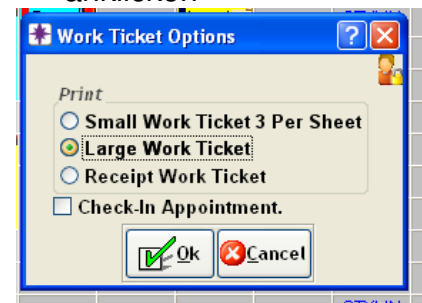 Work Ticket Options
Print
Small Work Ticket 3 Per Sheet
Large Work Ticket
Receipt Work Ticket
Check-In Appointment.
Ok
Cancel